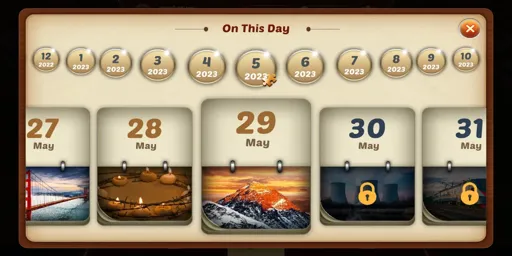 On This Day
12 2022
1 2023
2 2023
3 2023
4 2023
5 2023
6 2023
7 2023
8 2023
9 2023
10 2023
27 May
28 May
29 May
30 May
31 May